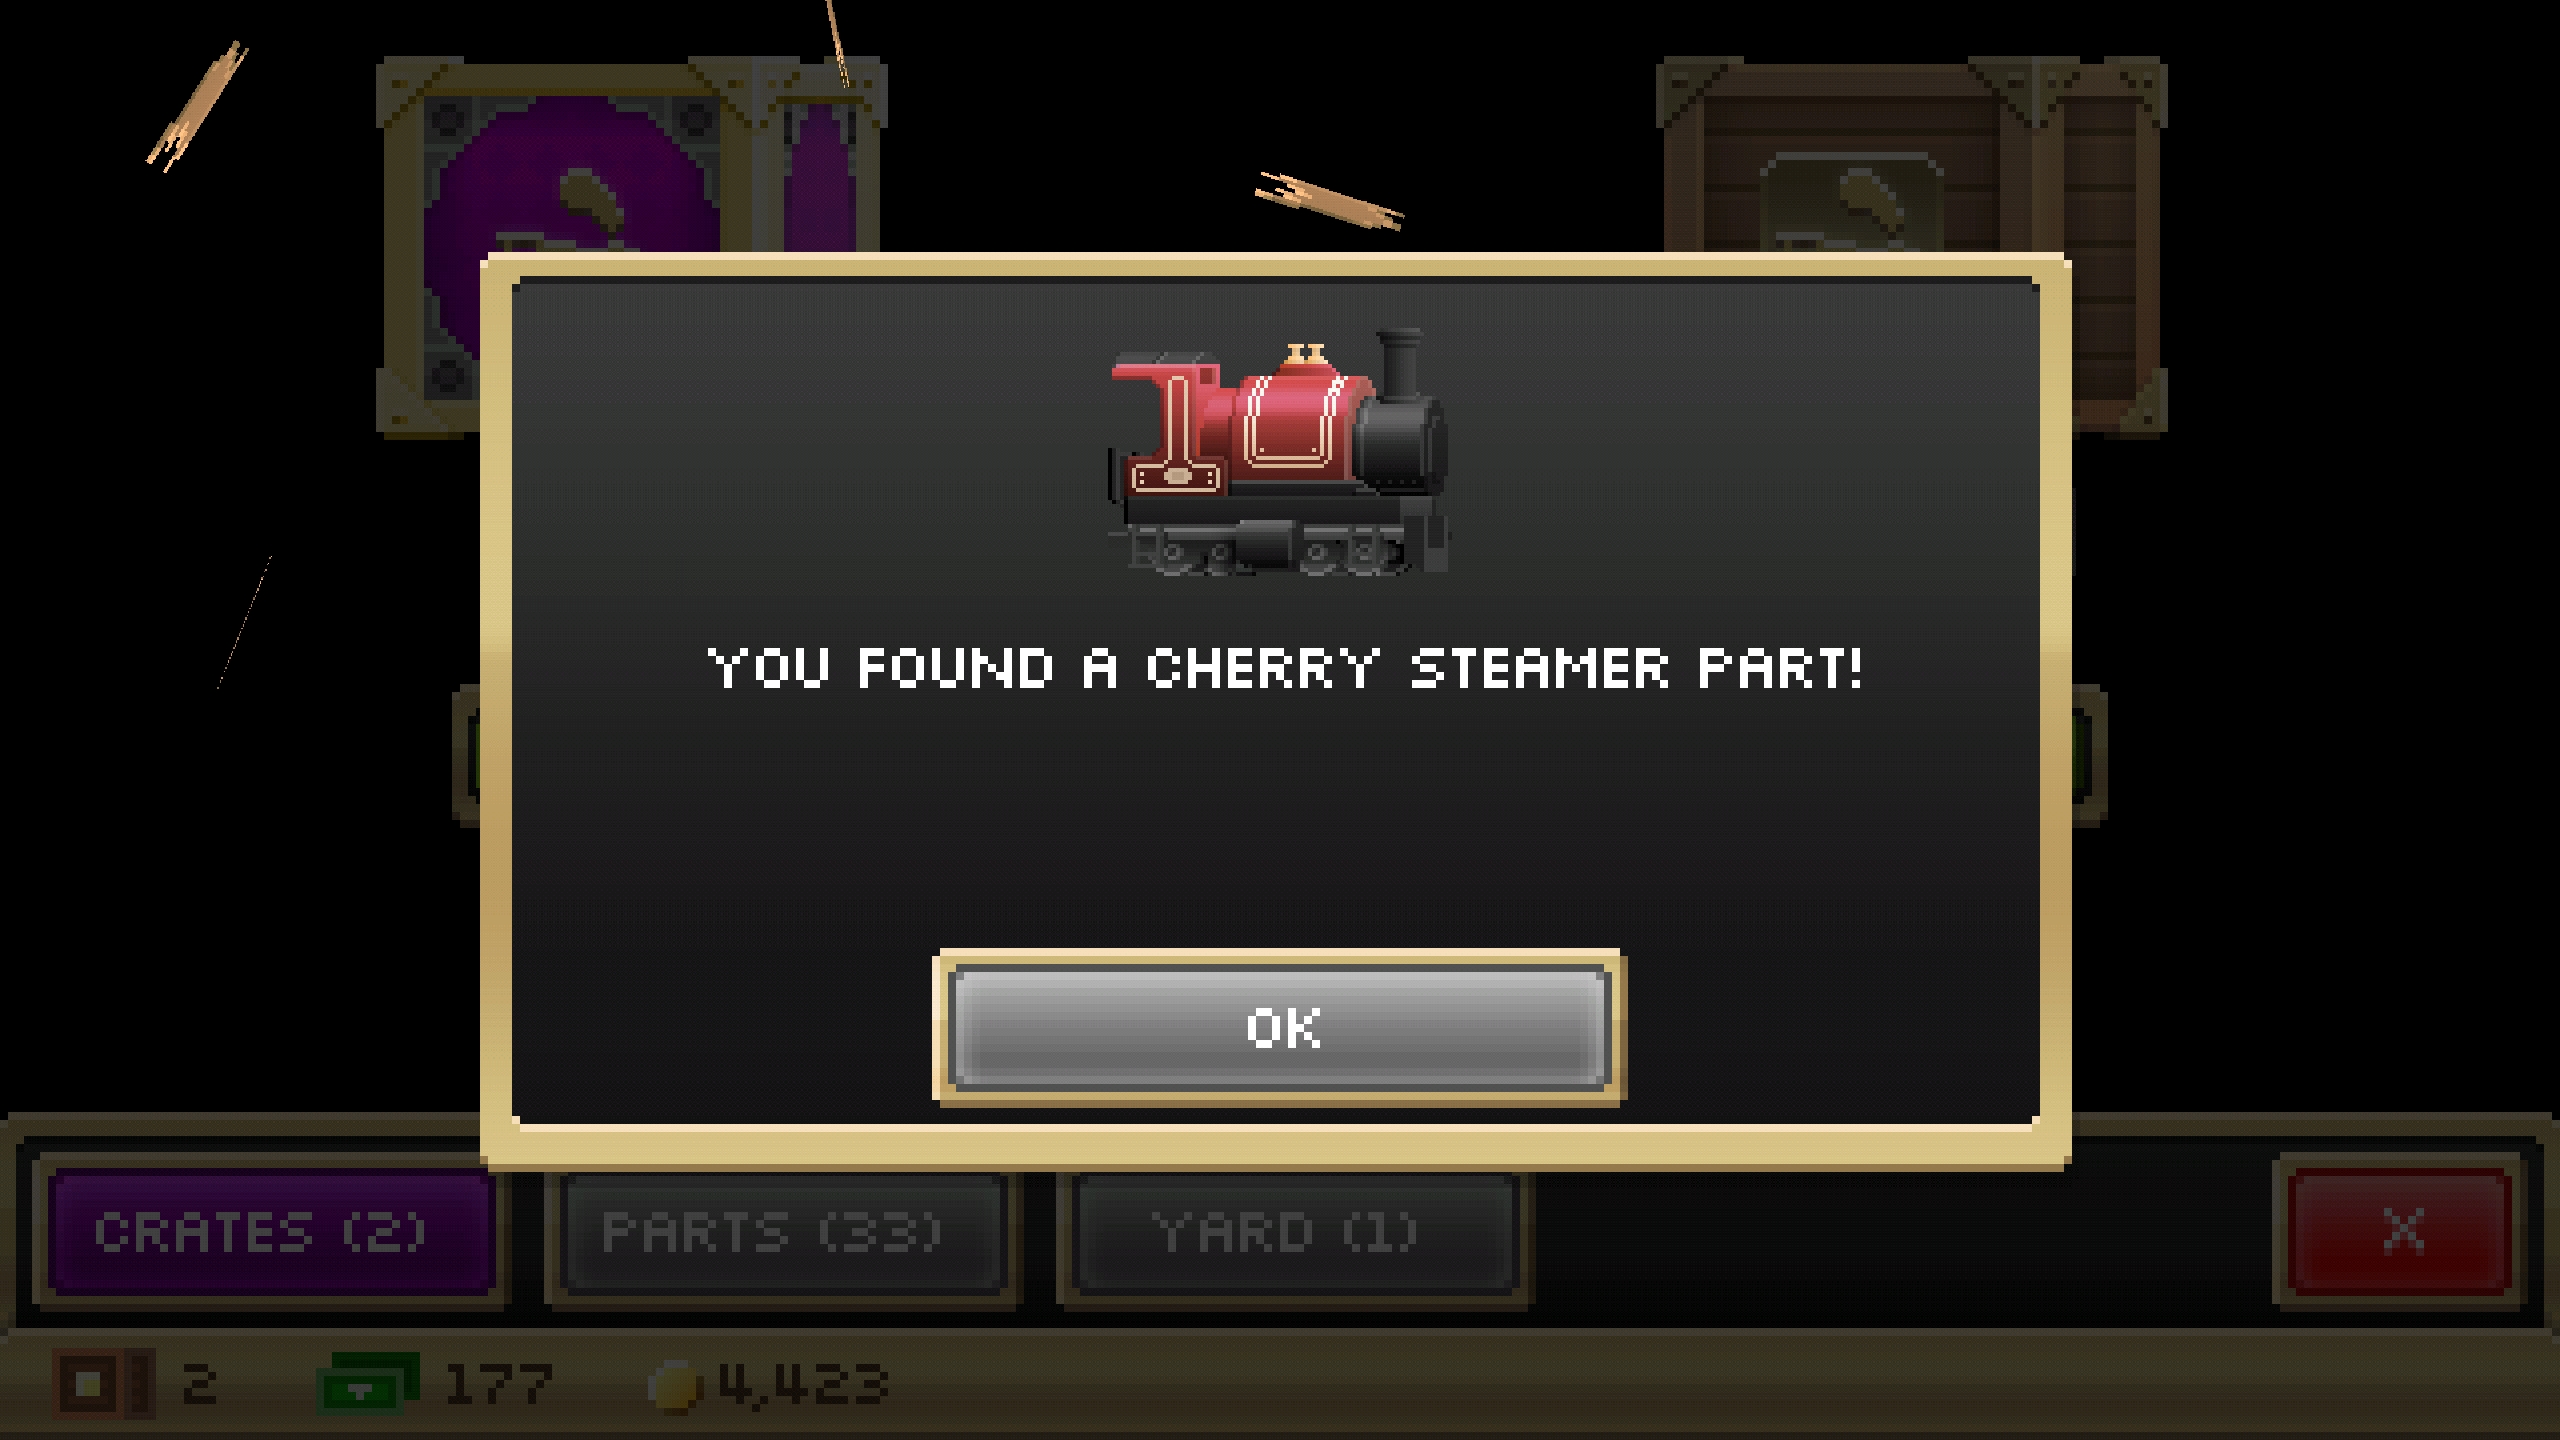 YOU FOUND A CHERRY STEAMER PART!
OK
CRATES (2)
PARTS (33)
YARD (1)
X
2
177
4,423